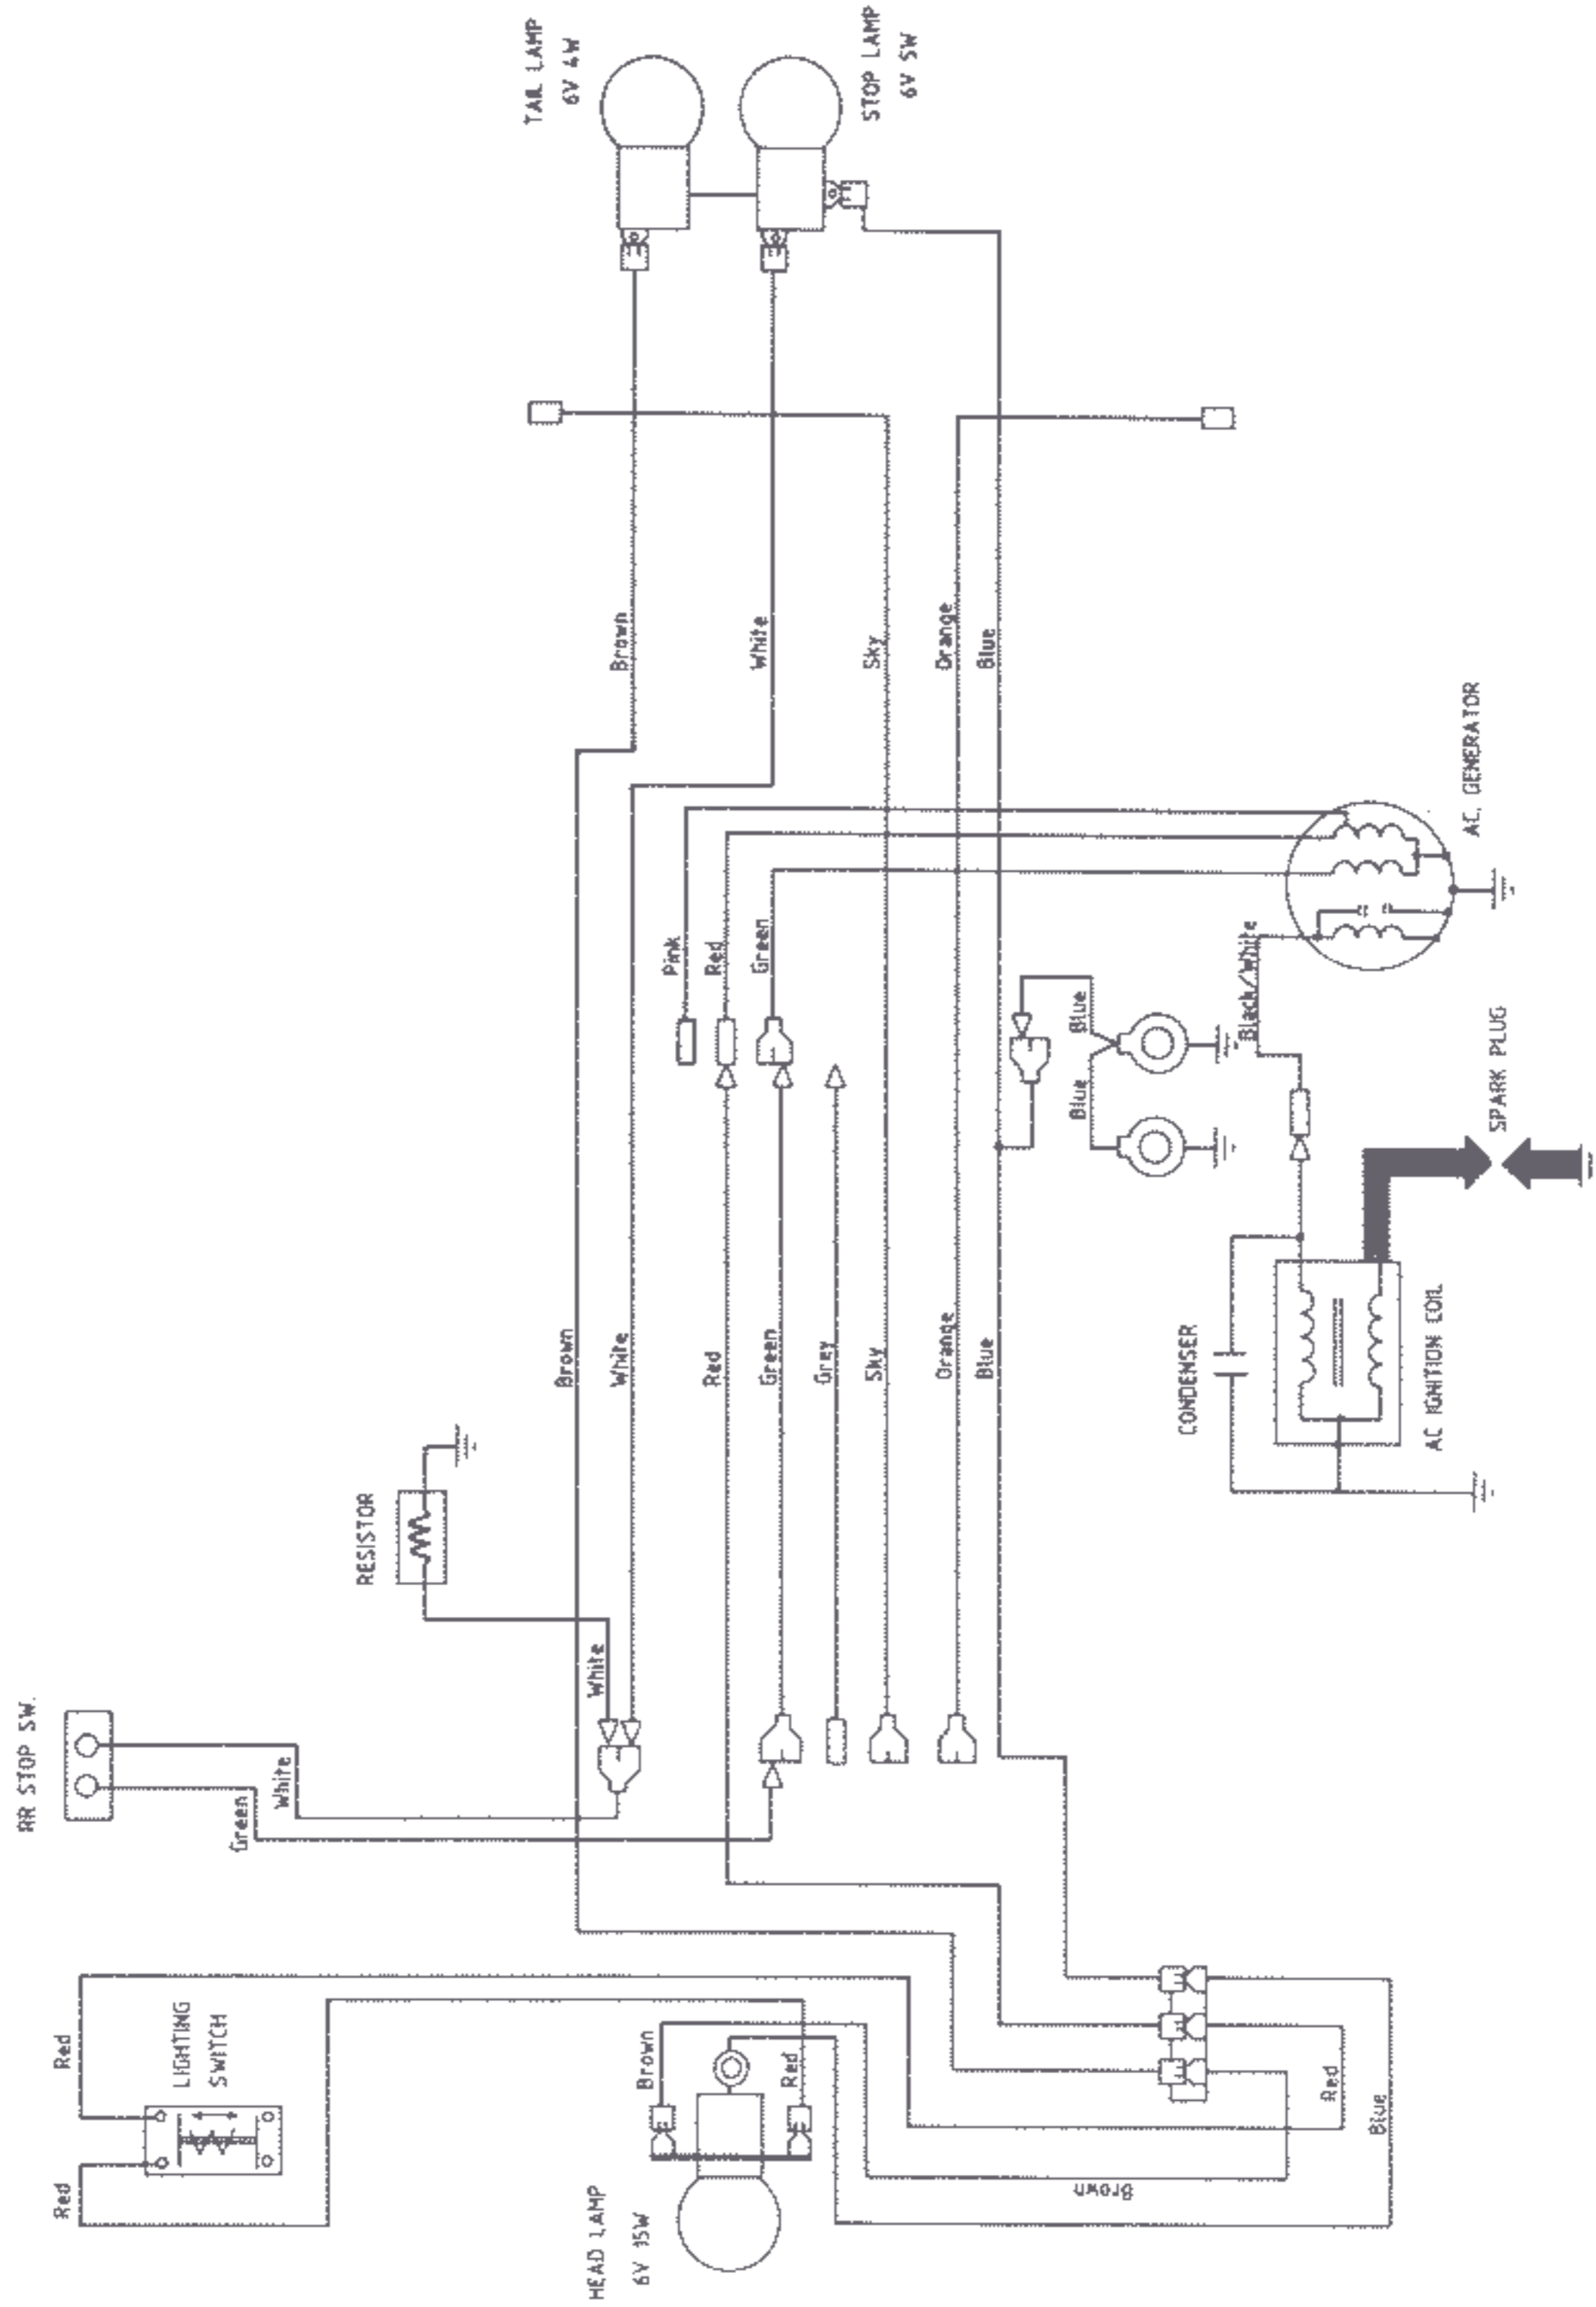 RR STOP SW.
Green
White
Red
Red
LIGHTING
SWITCH
RESISTOR
White
HEAD LAMP
6V 35W
Brown
Red
Brown
White
Red
Green
Grey
Sky
Orange
Blue
Brown
Red
Blue
Pink
Red
Green
Blue
Blue
Black/White
CONDENSER
AC IGNITION COIL
SPARK PLUG
AC. GENERATOR
Brown
White
Sky
Orange
Blue
TAIL LAMP
6V 4W
STOP LAMP
6V 5W